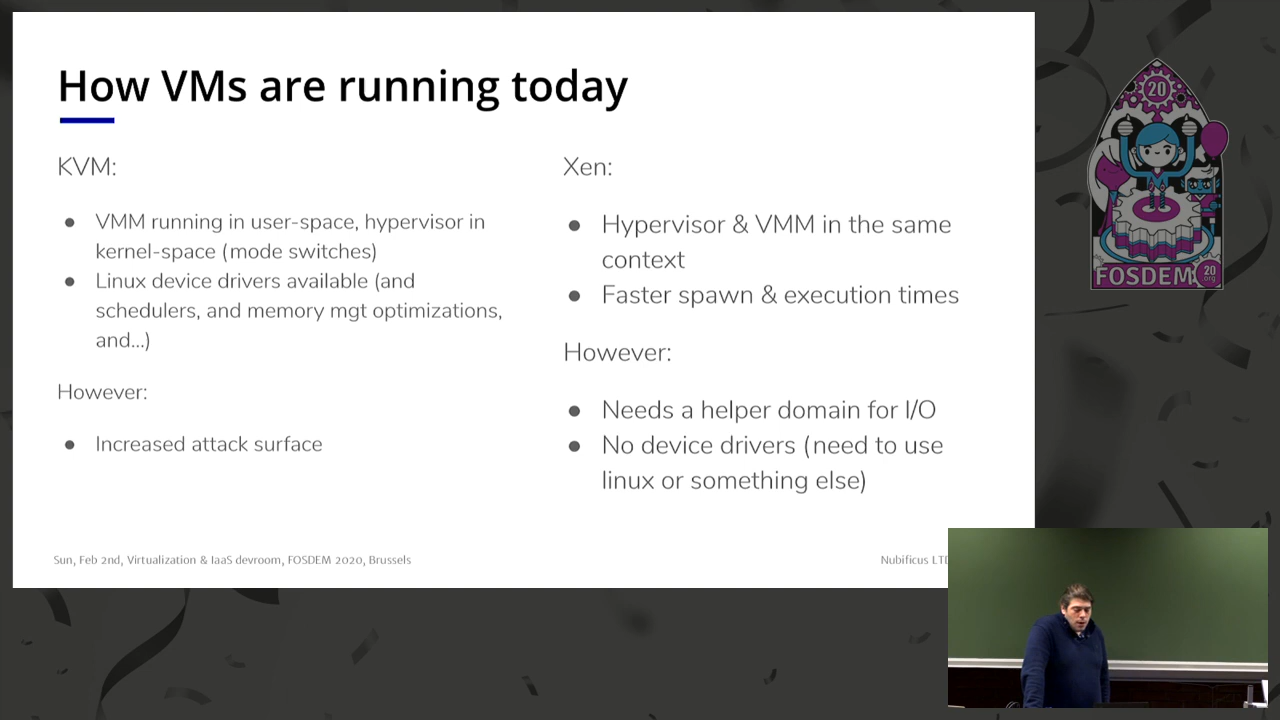 How VMs are running today
KVM:
● VMM running in user-space, hypervisor in
kernel-space (mode switches)
● Linux device drivers available (and
schedulers, and memory mgt optimizations,
and...)
However:
● Increased attack surface
Xen:
● Hypervisor & VMM in the same
context
● Faster spawn & execution times
However:
● Needs a helper domain for I/O
● No device drivers (need to use
linux or something else)
Sun, Feb 2nd, Virtualization & IaaS devroom, FOSDEM 2020, Brussels
Nubificus
20
FOSDEM
20
.org